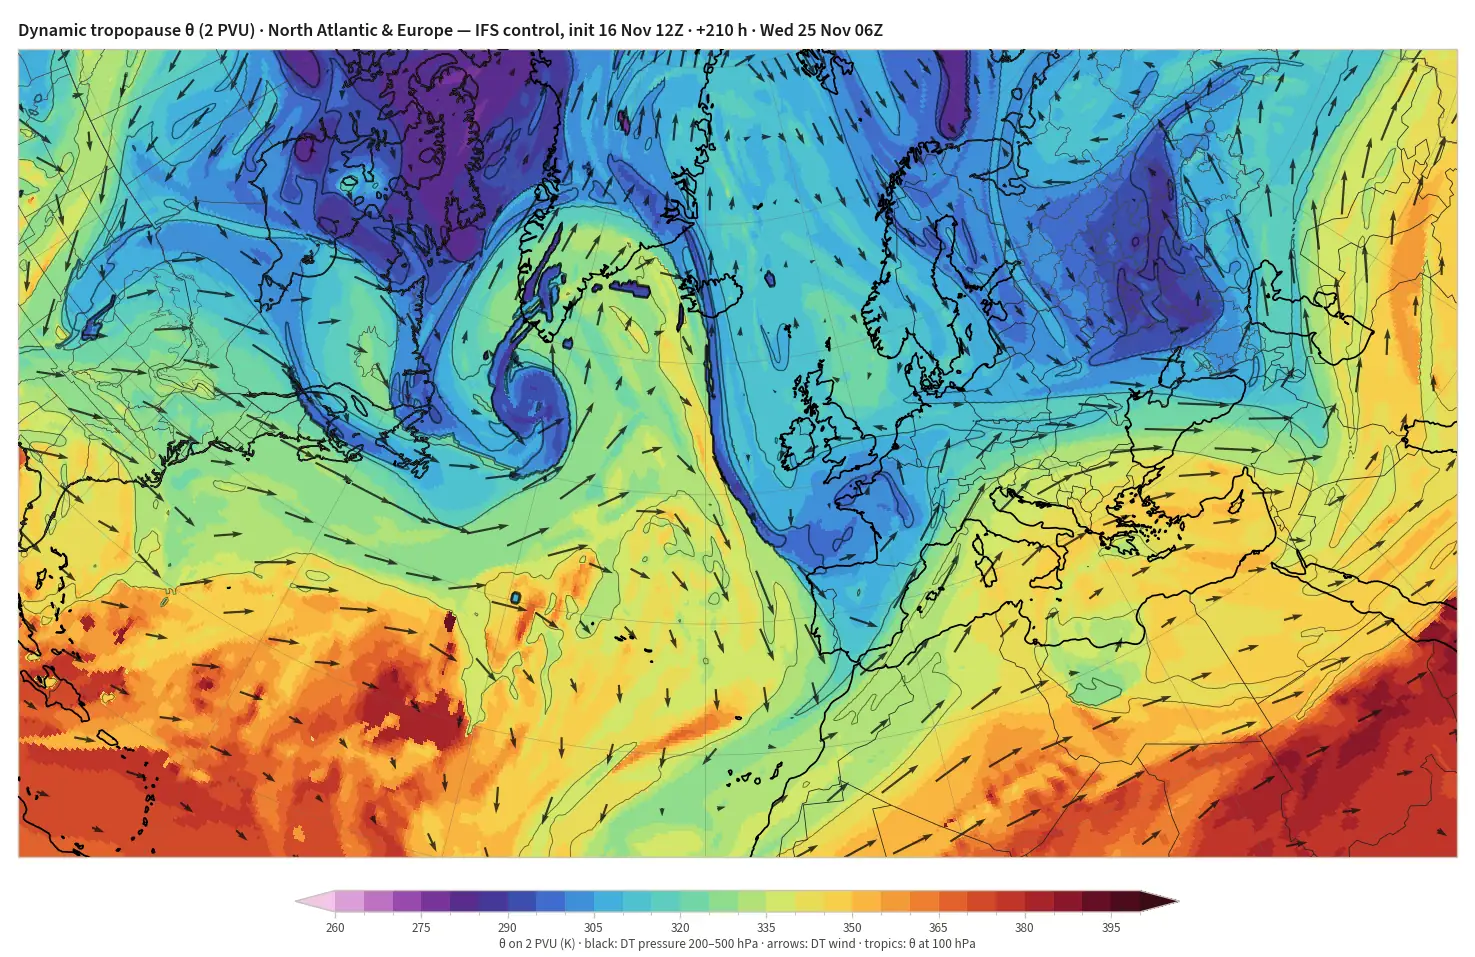 Dynamic tropopause θ (2 PVU) · North Atlantic & Europe — IFS control, init 16 Nov 12Z · +210 h · Wed 25 Nov 06Z
260 275 290 305 320 335 350 365 380 395
θ on 2 PVU (K) · black: DT pressure 200–500 hPa · arrows: DT wind · tropics: θ at 100 hPa